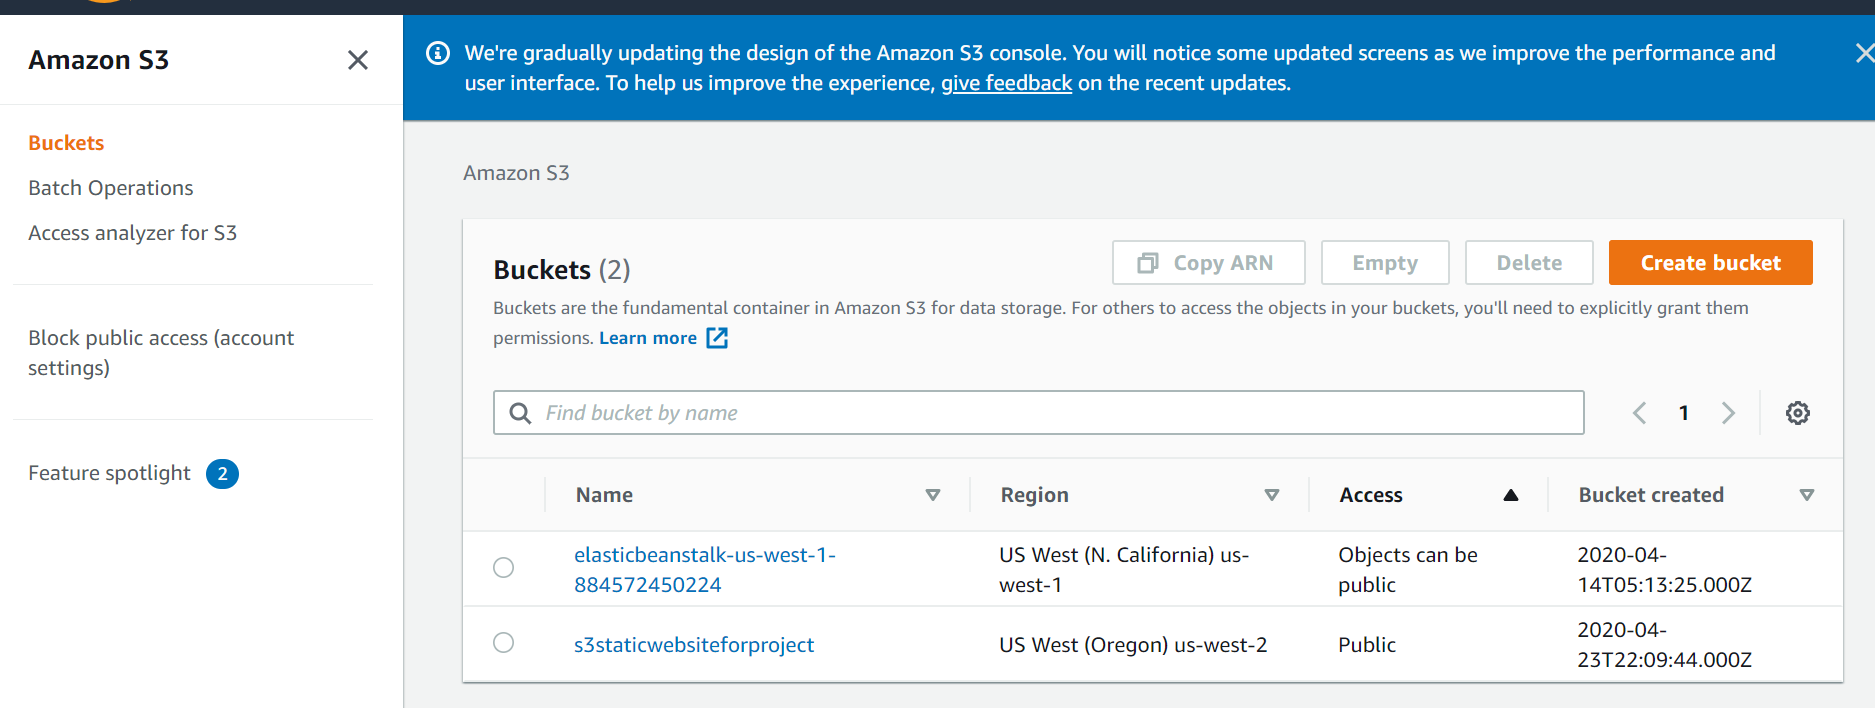 Amazon S3
We're gradually updating the design of the Amazon S3 console. You will notice some updated screens as we improve the performance and
user interface. To help us improve the experience, give feedback on the recent updates.
Buckets
Batch Operations
Access analyzer for S3
Block public access (account
settings)
Feature spotlight 2
Amazon S3
Buckets (2)
Copy ARN
Empty
Delete
Create bucket
Buckets are the fundamental container in Amazon S3 for data storage. For others to access the objects in your buckets, you'll need to explicitly grant them
permissions. Learn more
Find bucket by name
1
Name Region Access Bucket created
elasticbeanstalk-us-west-1-
884572450224
US West (N. California) us-
west-1
Objects can be
public
2020-04-
14T05:13:25.000Z
s3staticwebsiteforproject
US West (Oregon) us-west-2
Public
2020-04-
23T22:09:44.000Z